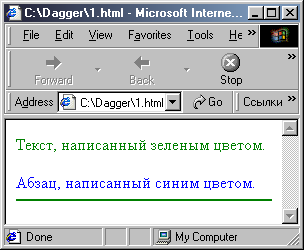 C:\Dagger\1.html - Microsoft Interne...
File Edit View Favorites Tools Help »
Forward Back Stop »
Address C:\Dagger\1.html Go Ссылки »
Текст, написанный зеленым цветом.
Абзац, написанный синим цветом.
Done My Computer